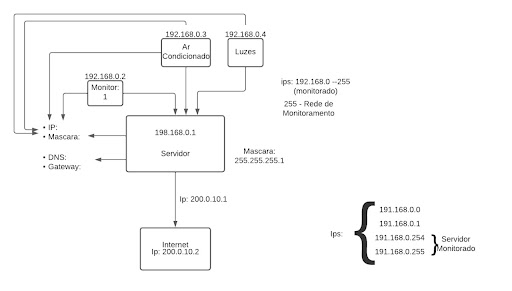 192.168.0.3
192.168.0.4
Ar
Condicionado
Luzes
192.168.0.2
Monitor:
1
ips: 192.168.0 --255
(monitorado)
255 - Rede de
Monitoramento
• IP:
• Mascara:
• DNS:
• Gateway:
198.168.0.1
Servidor
Mascara:
255.255.255.1
Ip: 200.0.10.1
Internet
Ip: 200.0.10.2
Ips:
191.168.0.0
191.168.0.1
191.168.0.254
191.168.0.255
Servidor
Monitorado